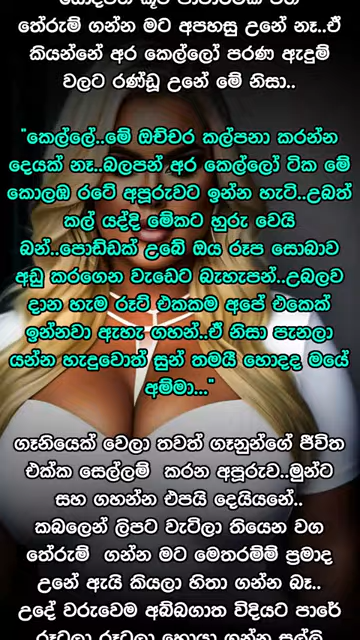 තේරුම් ගන්න මට අපහසු උනේ නෑ..ඒ
කියන්නේ අර කෙල්ලෝ පරණ ඇඳුම්
වලට රණ්ඩූ උනේ මේ නිසා..
"කෙල්ලේ..මේ ඔච්චර කල්පනා කරන්න
දෙයක් නෑ..බලපන් අර කෙල්ලෝ ටික මේ
කොලඹ රටේ අපූරුවට ඉන්න හැටි..උබත්
කල් යද්දි මේකට හුරු වෙයි
බන්..පොඩ්ඩක් උබේ ඔය රූප සොබාව
අඩු කරගෙන වැඩෙට බැහැපන්..උබලව
දාන හැම රූට් එකකම අපේ එකෙක්
ඉන්නවා ඇහැ ගහන්..ඒ නිසා පැනලා
යන්න හැදුවොත් සුන් තමයි හොදද මයේ
අම්මා..."
ගෑනියෙක් වෙලා තවත් ගෑනුන්ගේ ජීවිත
එක්ක සෙල්ලම් කරන අපූරුව..මුන්ට
සහ ගහන්න එපයි දෙයියනේ..
කබලෙන් ලිපට වැටිලා තියෙන වග
තේරුම් ගන්න මට මෙතරම්ම් ප්‍රමාද
උනේ ඇයි කියලා හිතා ගන්න බෑ..
උදේ වරුවෙම අබ්බගාත විදියට පාරේ